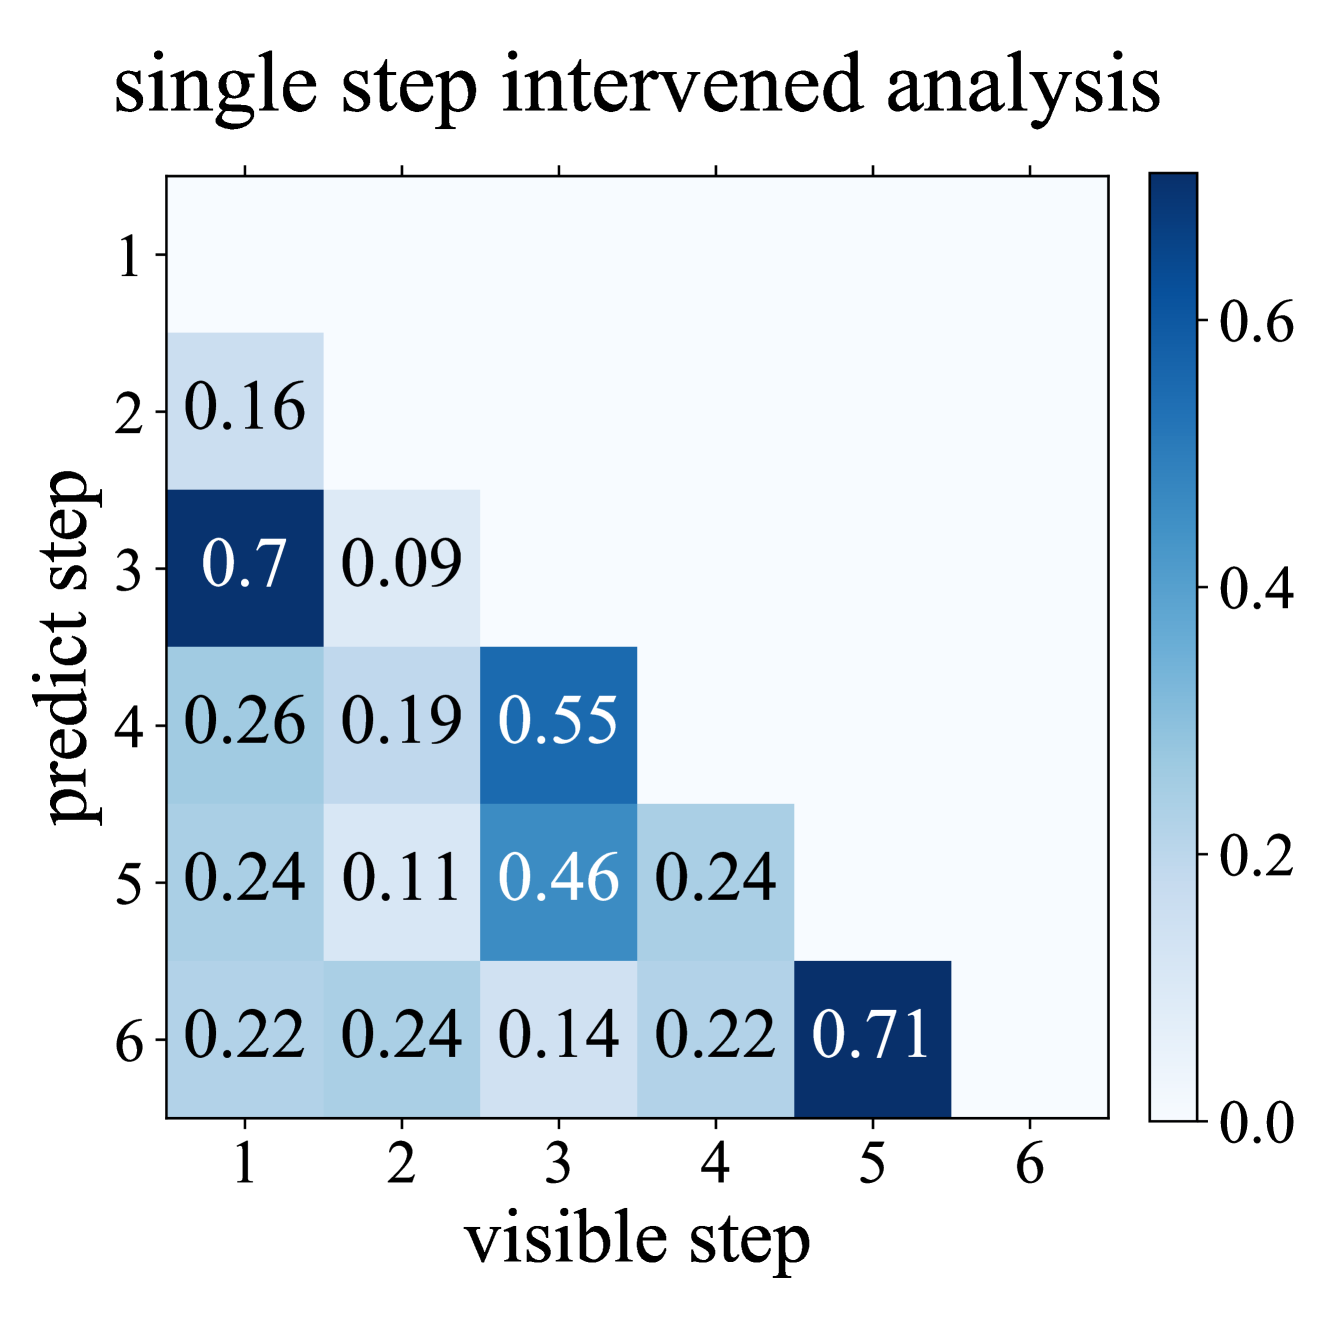 single step intervened analysis
1
2 0.16
3 0.7 0.09
4 0.26 0.19 0.55
5 0.24 0.11 0.46 0.24
6 0.22 0.24 0.14 0.22 0.71
1 2 3 4 5 6
visible step
predict step
0.6
0.4
0.2
0.0